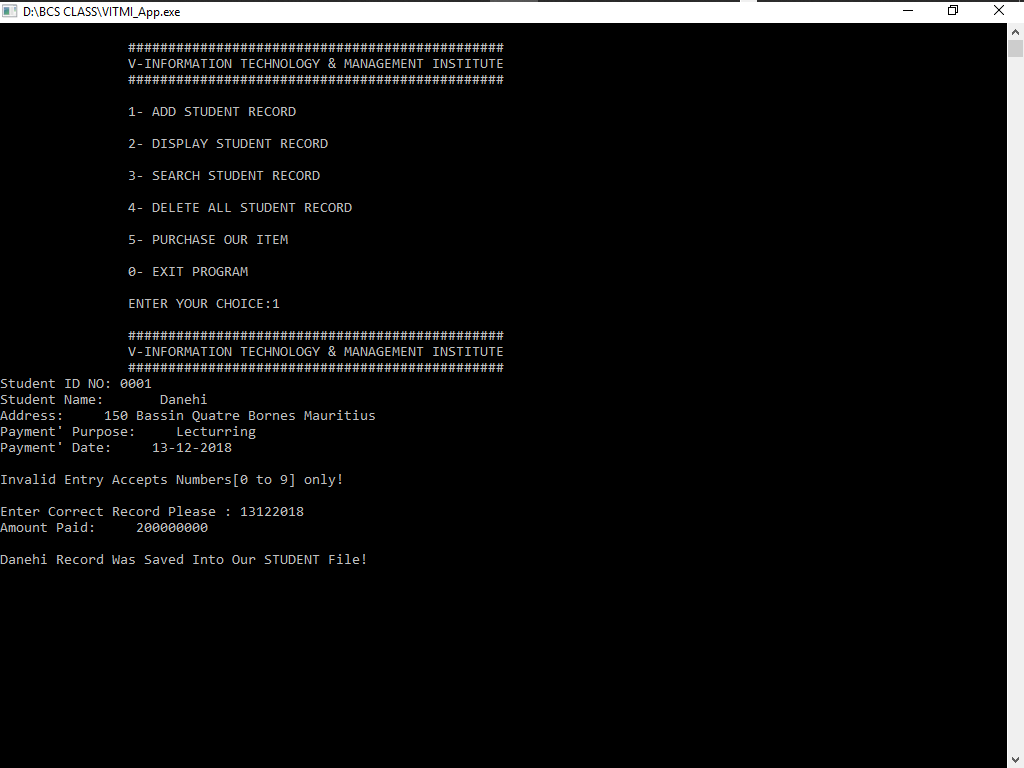 D:\BCS CLASS\VITMI_App.exe
###############################################
V-INFORMATION TECHNOLOGY & MANAGEMENT INSTITUTE
###############################################
1- ADD STUDENT RECORD
2- DISPLAY STUDENT RECORD
3- SEARCH STUDENT RECORD
4- DELETE ALL STUDENT RECORD
5- PURCHASE OUR ITEM
0- EXIT PROGRAM
ENTER YOUR CHOICE:1
###############################################
V-INFORMATION TECHNOLOGY & MANAGEMENT INSTITUTE
###############################################
Student ID NO: 0001
Student Name:       Danehi
Address:     150 Bassin Quatre Bornes Mauritius
Payment' Purpose:     Lecturring
Payment' Date:     13-12-2018
Invalid Entry Accepts Numbers[0 to 9] only!
Enter Correct Record Please : 13122018
Amount Paid:     200000000
Danehi Record Was Saved Into Our STUDENT File!